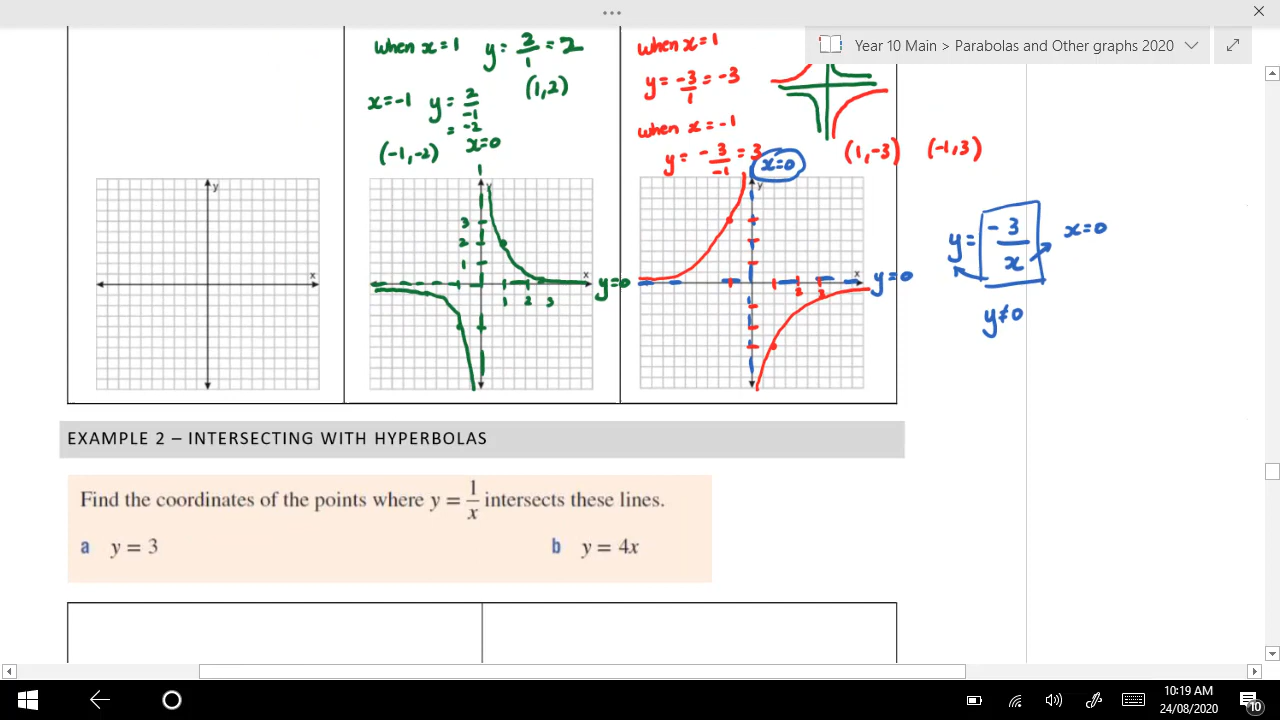 Year 10 Main > Parabolas and Other graphs 2020
when x = 1 y = 2/1 = 2
(1,2)
x = -1 y = 2/-1
= -2
(-1,-2) x=0
y
3
2
1
x
y=0
1 2 3
when x = 1
y = -3/1 = -3
when x = -1
y = -3/-1 = 3
(1,-3) (-1,3)
x=0
y
x
y=0
y
x
y = -3/x x=0
y≠0
EXAMPLE 2 – INTERSECTING WITH HYPERBOLAS
Find the coordinates of the points where y = 1/x intersects these lines.
a y = 3
b y = 4x
10:19 AM
24/08/2020
10